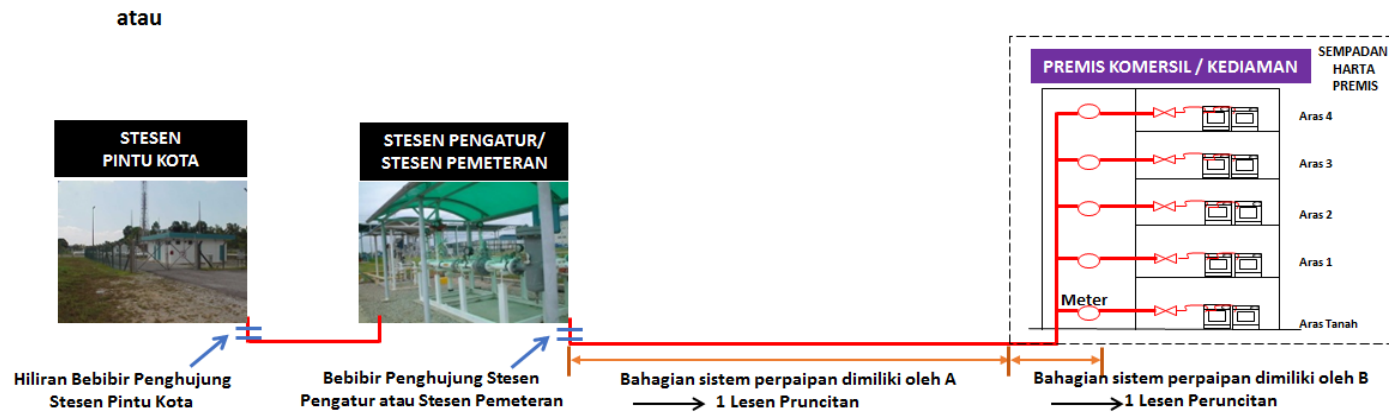 atau
STESEN
PINTU KOTA
STESEN PENGATUR/
STESEN PEMETERAN
PREMIS KOMERSIL / KEDIAMAN
SEMPADAN
HARTA
PREMIS
Aras 4
Aras 3
Aras 2
Aras 1
Meter
Aras Tanah
Hiliran Bebibir Penghujung
Stesen Pintu Kota
Bebibir Penghujung Stesen
Pengatur atau Stesen Pemeteran
Bahagian sistem perpaipan dimiliki oleh A
1 Lesen Pruncitan
Bahagian sistem perpaipan dimiliki oleh B
1 Lesen Peruncitan